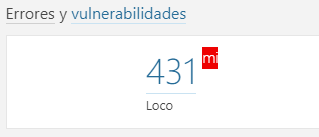 Errores y vulnerabilidades
431 mi
Loco